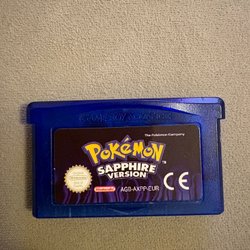 GAME BOY ADVANCE
The Pokémon Company
POKéMON
SAPPHIRE
VERSION
Nintendo
AGB-AXPP-EUR
CE